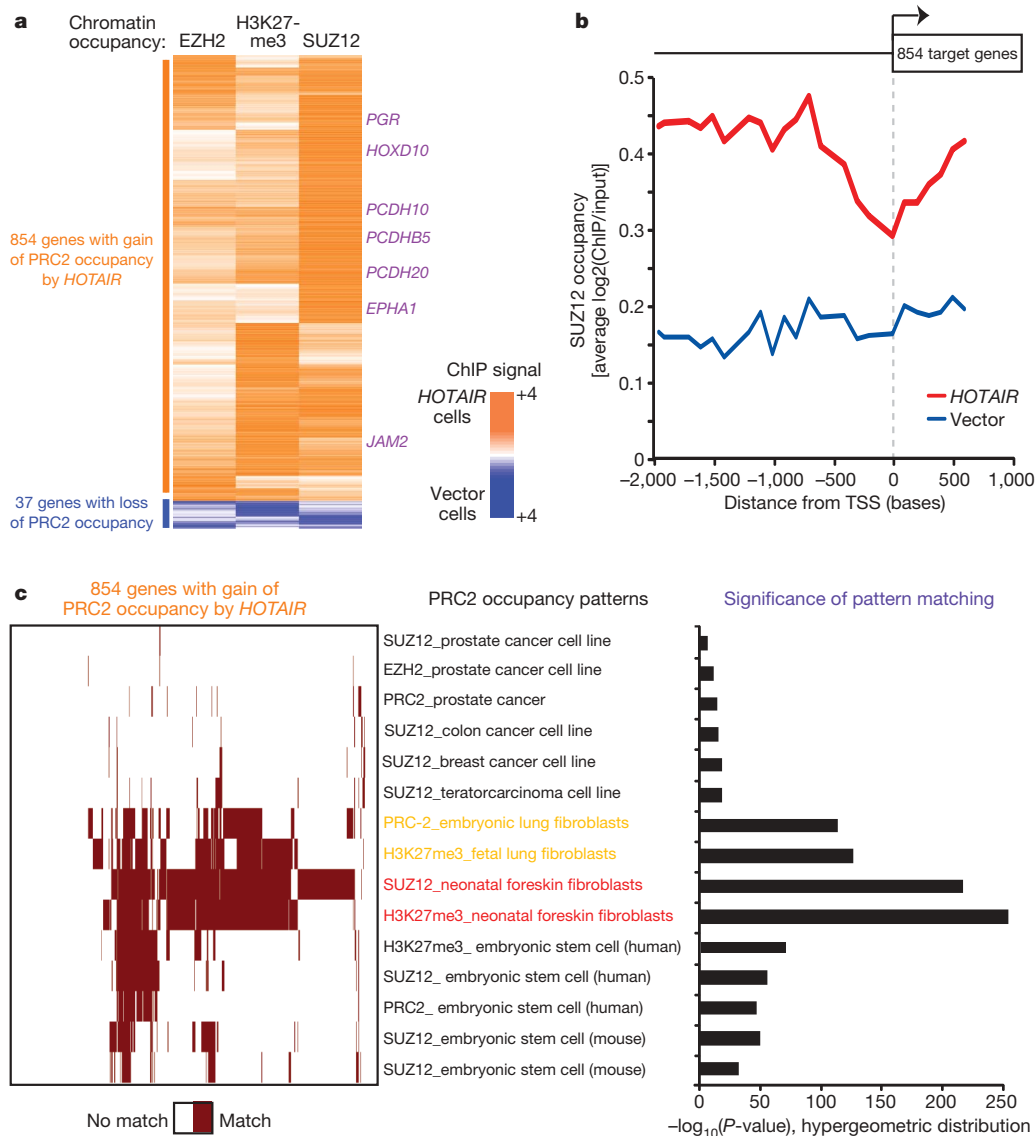 a
Chromatin
occupancy:
EZH2
H3K27-
me3
SUZ12
PGR
HOXD10
PCDH10
PCDHB5
PCDH20
EPHA1
JAM2
854 genes with gain
of PRC2 occupancy
by HOTAIR
37 genes with loss
of PRC2 occupancy
ChIP signal
HOTAIR
cells
+4
Vector
cells
+4
b
854 target genes
SUZ12 occupancy
[average log2(ChIP/input)]
0.5
0.4
0.3
0.2
0.1
0
HOTAIR
Vector
–2,000 –1,500 –1,000 –500 0 500 1,000
Distance from TSS (bases)
c
854 genes with gain of
PRC2 occupancy by HOTAIR
PRC2 occupancy patterns
Significance of pattern matching
SUZ12_prostate cancer cell line
EZH2_prostate cancer cell line
PRC2_prostate cancer
SUZ12_colon cancer cell line
SUZ12_breast cancer cell line
SUZ12_teratorcarcinoma cell line
PRC-2_embryonic lung fibroblasts
H3K27me3_fetal lung fibroblasts
SUZ12_neonatal foreskin fibroblasts
H3K27me3_neonatal foreskin fibroblasts
H3K27me3_ embryonic stem cell (human)
SUZ12_ embryonic stem cell (human)
PRC2_ embryonic stem cell (human)
SUZ12_embryonic stem cell (mouse)
SUZ12_embryonic stem cell (mouse)
No match
Match
0 50 100 150 200 250
–log10(P-value), hypergeometric distribution